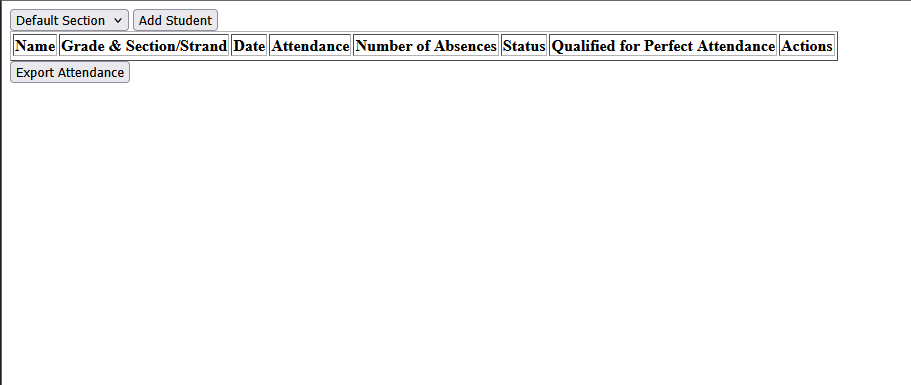 Default Section Add Student
Name Grade & Section/Strand Date Attendance Number of Absences Status Qualified for Perfect Attendance Actions
Export Attendance